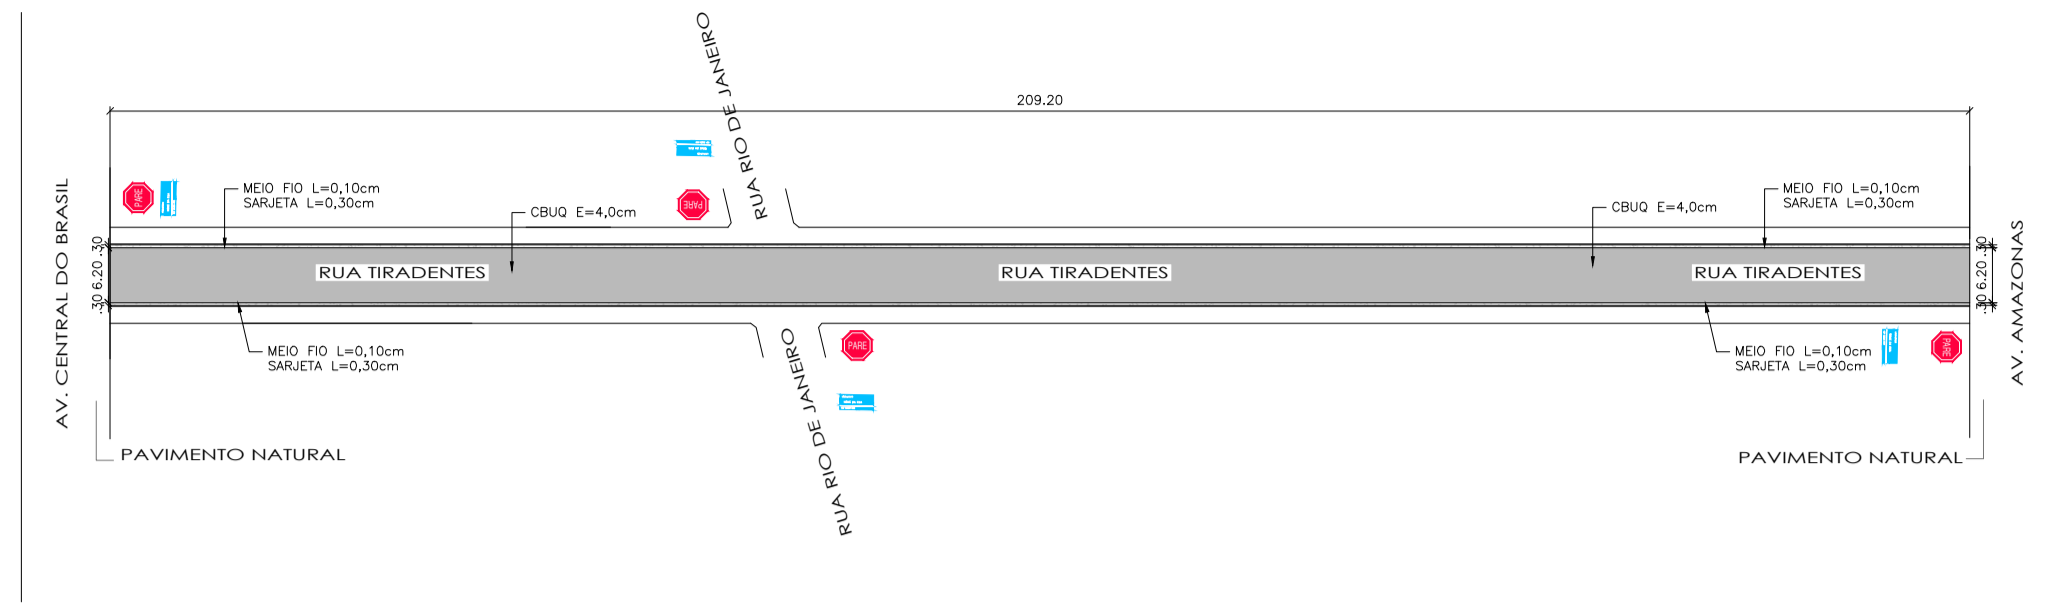 RUA RIO DE JANEIRO
209.20
AV. CENTRAL DO BRASIL
PARE
MEIO FIO L=0,10cm
SARJETA L=0,30cm
CBUQ E=4,0cm
PARE
CBUQ E=4,0cm
MEIO FIO L=0,10cm
SARJETA L=0,30cm
.30
6.20
.30
RUA TIRADENTES
RUA TIRADENTES
RUA TIRADENTES
.30
6.20
.30
AV. AMAZONAS
MEIO FIO L=0,10cm
SARJETA L=0,30cm
RUA RIO DE JANEIRO
PARE
MEIO FIO L=0,10cm
SARJETA L=0,30cm
PARE
PAVIMENTO NATURAL
PAVIMENTO NATURAL